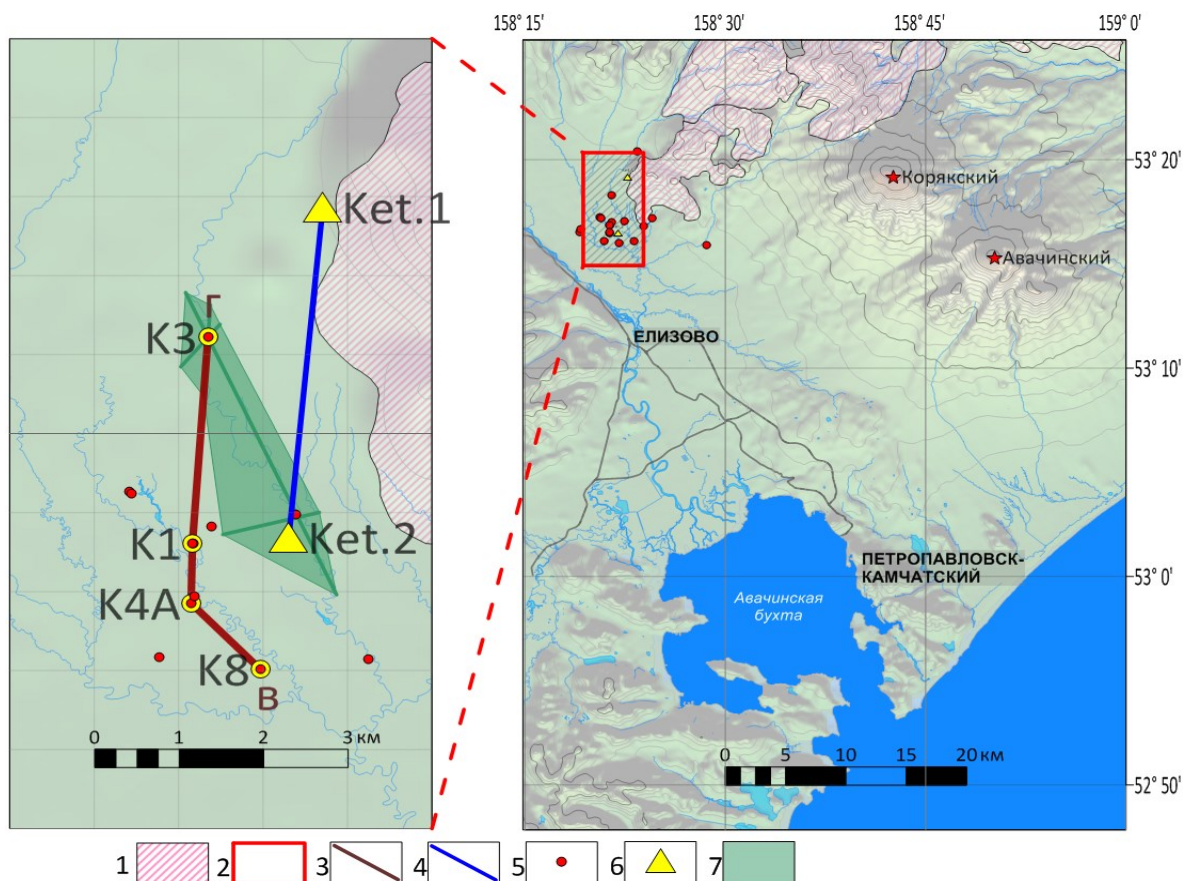 158° 15'
158° 30'
158° 45'
159° 0'
Ket.1
Г
К3
К1
Ket.2
К4А
К8
В
0 1 2 3 км
53° 20'
Корякский
Авачинский
ЕЛИЗОВО
53° 10'
ПЕТРОПАВЛОВСК-
КАМЧАТСКИЙ
53° 0'
Авачинская
бухта
0 5 10 15 20 км
52° 50'
1 2 3 4 5 6 7